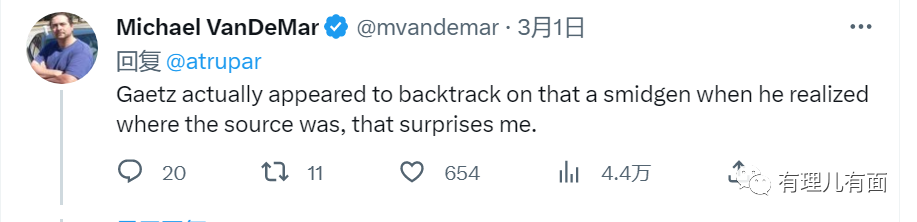 Michael VanDeMar @mvandemar · 3月1日
回复 @atrupar
Gaetz actually appeared to backtrack on that a smidgen when he realized
where the source was, that surprises me.
20 11 654 4.4万
有理儿有面